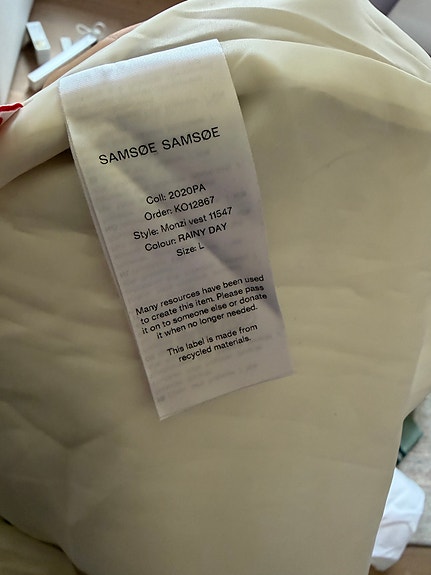 SAMSØE SAMSØE
Coll: 2020PA
Order: KO12867
Style: Monzi vest 11547
Colour: RAINY DAY
Size: L
Many resources have been used
to create this item. Please pass
it on to someone else or donate
it when no longer needed.
This label is made from
recycled materials.